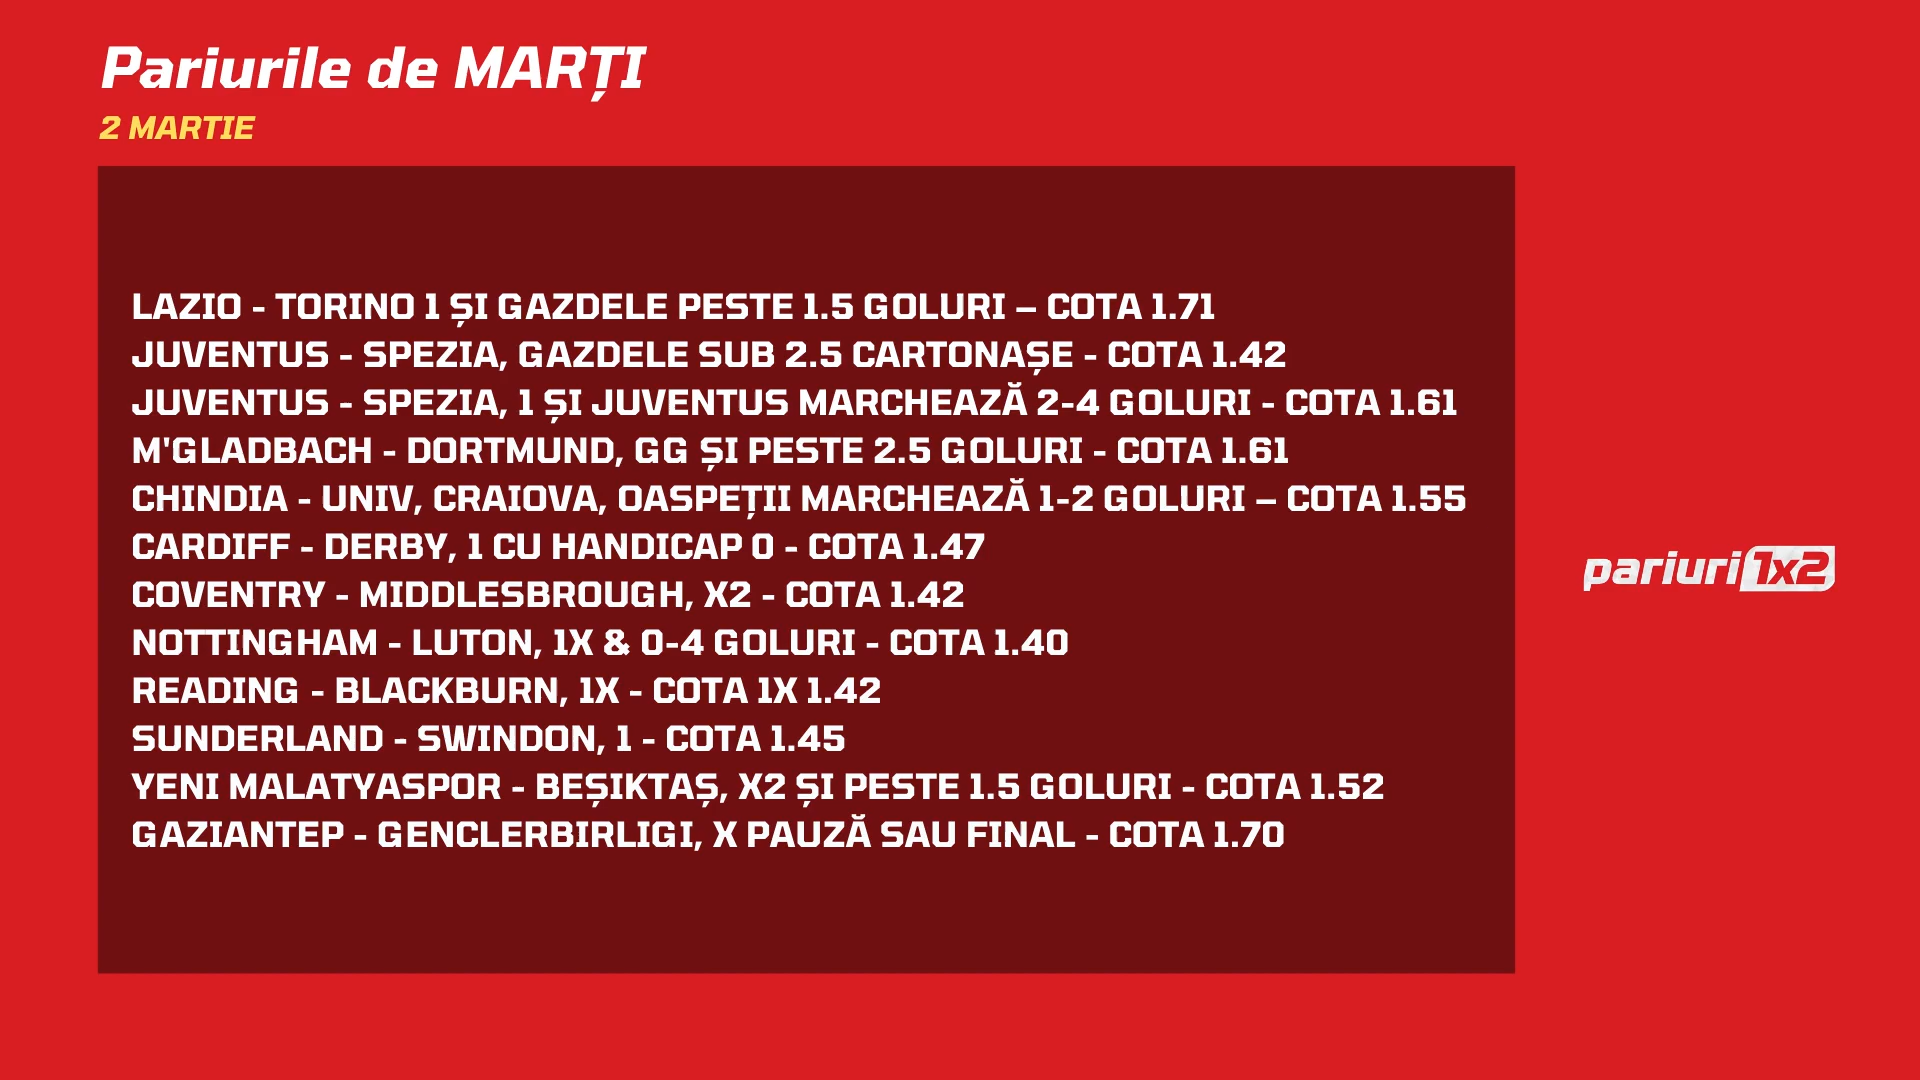 Pariurile de MARȚI
2 MARTIE
LAZIO - TORINO 1 ȘI GAZDELE PESTE 1.5 GOLURI – COTA 1.71
JUVENTUS - SPEZIA, GAZDELE SUB 2.5 CARTONAȘE - COTA 1.42
JUVENTUS - SPEZIA, 1 ȘI JUVENTUS MARCHEAZĂ 2-4 GOLURI - COTA 1.61
M'GLADBACH - DORTMUND, GG ȘI PESTE 2.5 GOLURI - COTA 1.61
CHINDIA - UNIV, CRAIOVA, OASPEȚII MARCHEAZĂ 1-2 GOLURI – COTA 1.55
CARDIFF - DERBY, 1 CU HANDICAP 0 - COTA 1.47
COVENTRY - MIDDLESBROUGH, X2 - COTA 1.42
NOTTINGHAM - LUTON, 1X & 0-4 GOLURI - COTA 1.40
READING - BLACKBURN, 1X - COTA 1X 1.42
SUNDERLAND - SWINDON, 1 - COTA 1.45
YENI MALATYASPOR - BEȘIKTAȘ, X2 ȘI PESTE 1.5 GOLURI - COTA 1.52
GAZIANTEP - GENCLERBIRLIGI, X PAUZĂ SAU FINAL - COTA 1.70
pariuri1x2